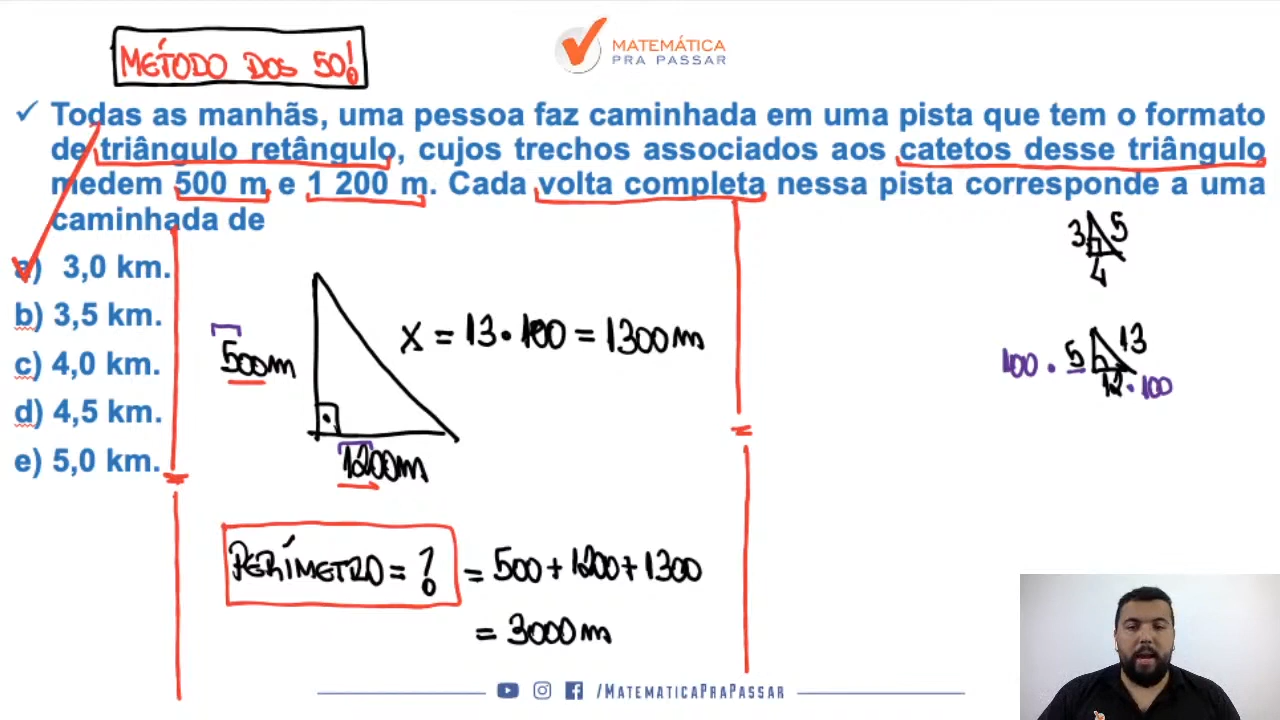 MÉTODO DOS 50!
MATEMÁTICA
PRA PASSAR
✓ Todas as manhãs, uma pessoa faz caminhada em uma pista que tem o formato
de triângulo retângulo, cujos trechos associados aos catetos desse triângulo
medem 500 m e 1 200 m. Cada volta completa nessa pista corresponde a uma
caminhada de
a) 3,0 km.
b) 3,5 km.
c) 4,0 km.
d) 4,5 km.
e) 5,0 km.
500m
1200m
X = 13 · 100 = 1300m
PERÍMETRO = ? = 500 + 1200 + 1300
= 3000m
3 5
4
100 · 5 13
12 · 100
/MATEMATICAPRAPASSAR